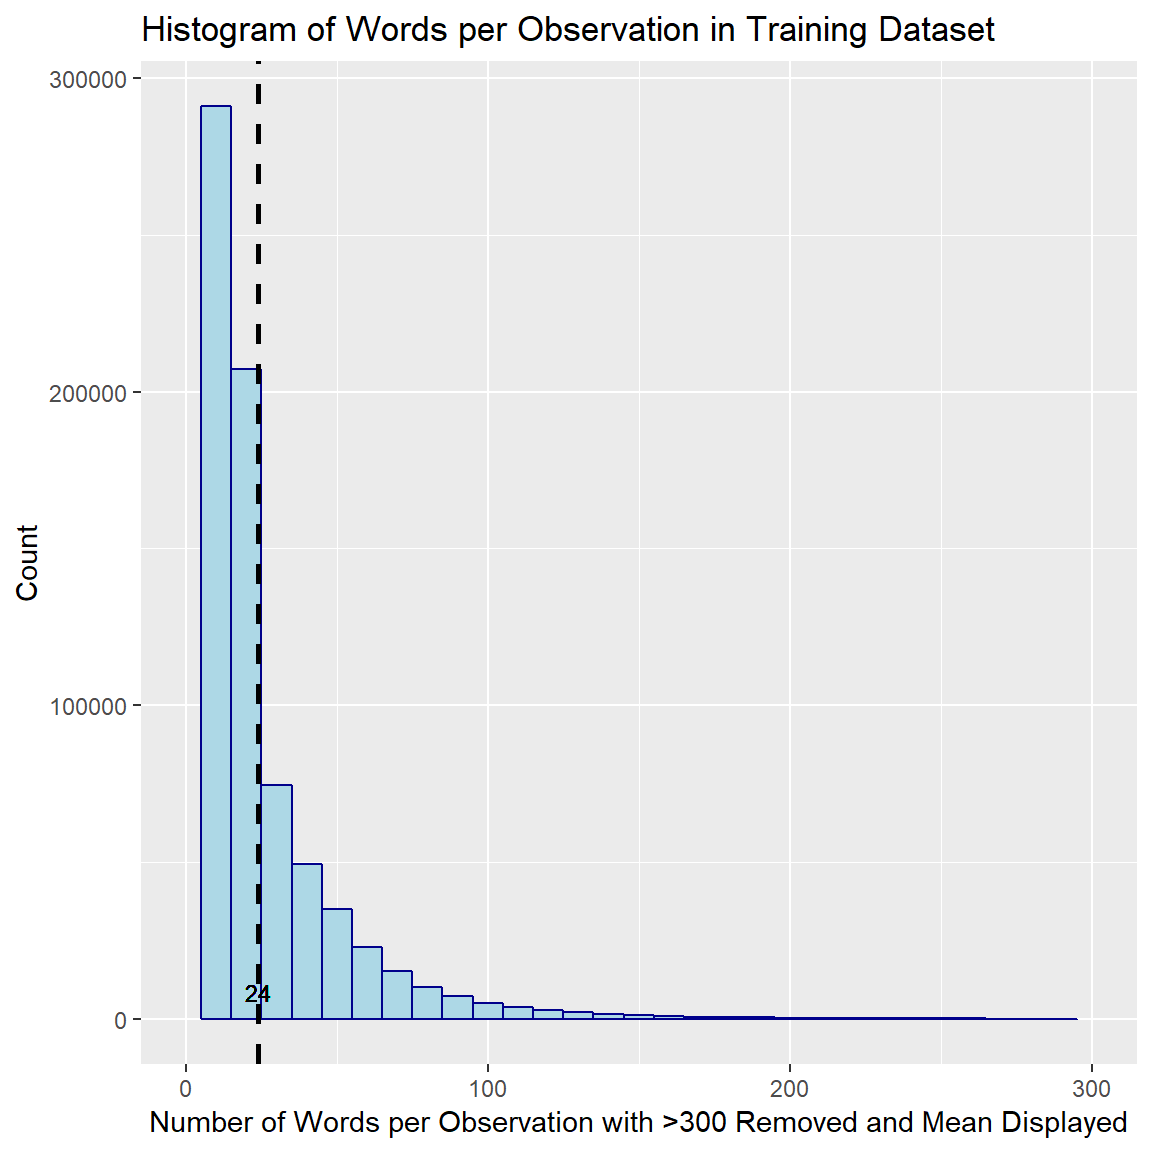 Histogram of Words per Observation in Training Dataset
300000
200000
100000
0
Count
24
0 100 200 300
Number of Words per Observation with >300 Removed and Mean Displayed